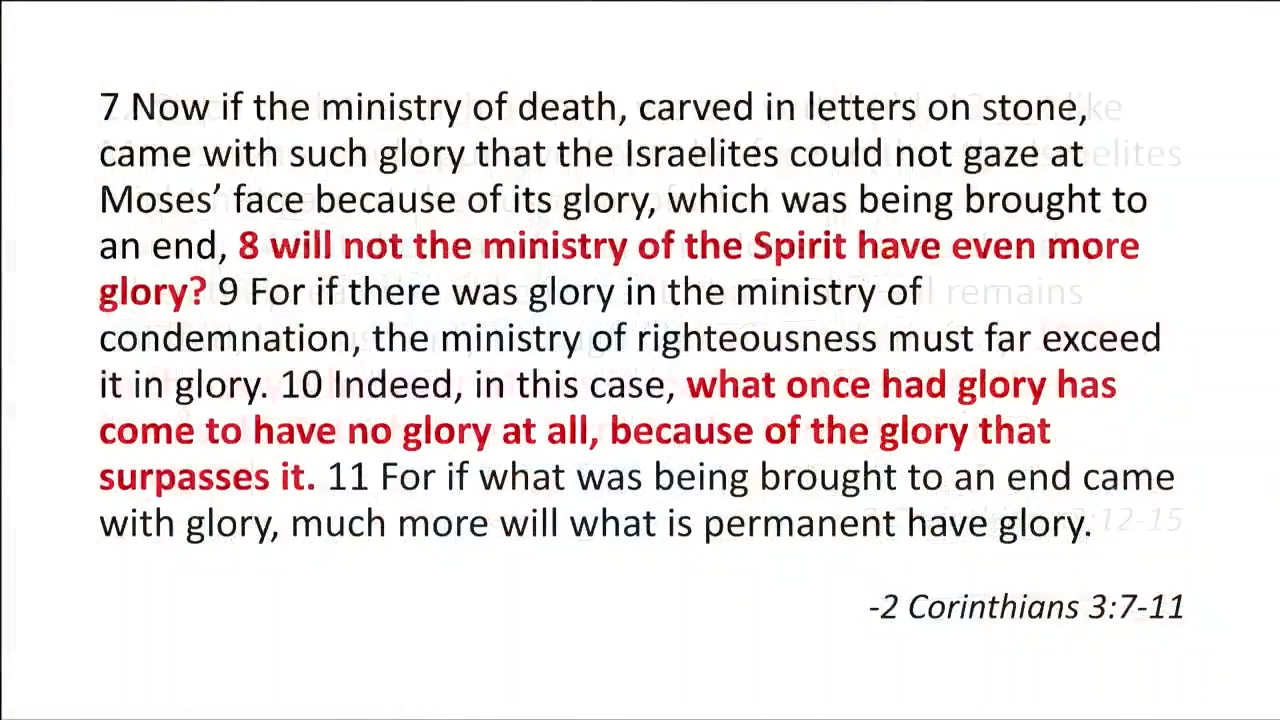 7 Now if the ministry of death, carved in letters on stone,
came with such glory that the Israelites could not gaze at
Moses’ face because of its glory, which was being brought to
an end, 8 will not the ministry of the Spirit have even more
glory? 9 For if there was glory in the ministry of
condemnation, the ministry of righteousness must far exceed
it in glory. 10 Indeed, in this case, what once had glory has
come to have no glory at all, because of the glory that
surpasses it. 11 For if what was being brought to an end came
with glory, much more will what is permanent have glory.
-2 Corinthians 3:7-11